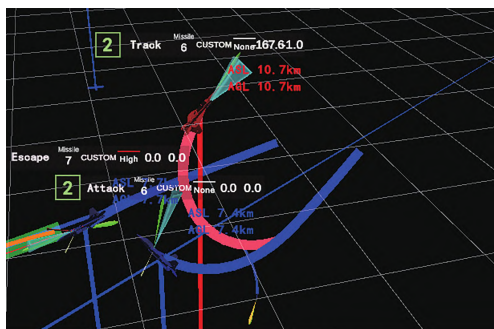 2 Track Missile 6 CUSTOM None 167.6 1.0
ASL 10.7km
AGL 10.7km
Escape Missile 7 CUSTOM High 0.0 0.0
2 Attack Missile 6 CUSTOM None 0.0 0.0
ASL 7.4km
AGL 7.4km